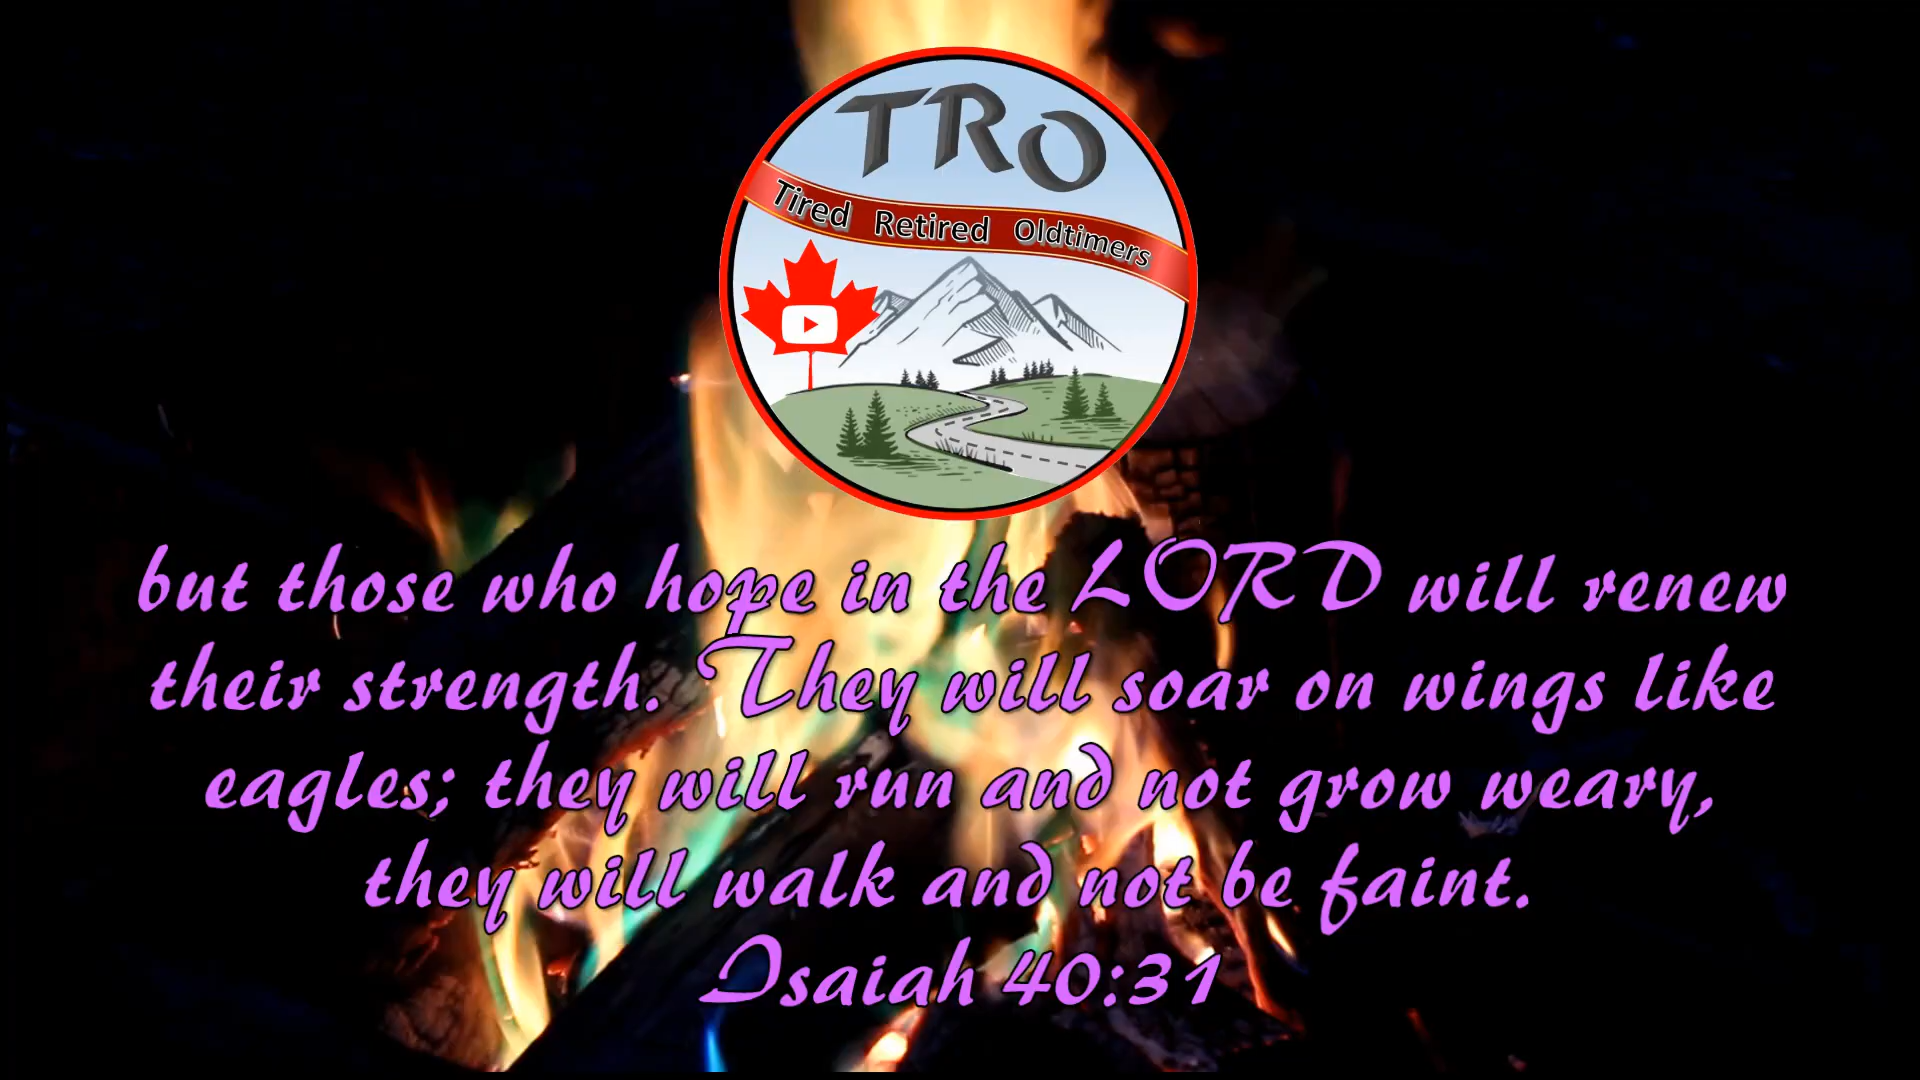 TRO
Tired Retired Oldtimers
but those who hope in the LORD will renew
their strength. They will soar on wings like
eagles; they will run and not grow weary,
they will walk and not be faint.
Isaiah 40:31